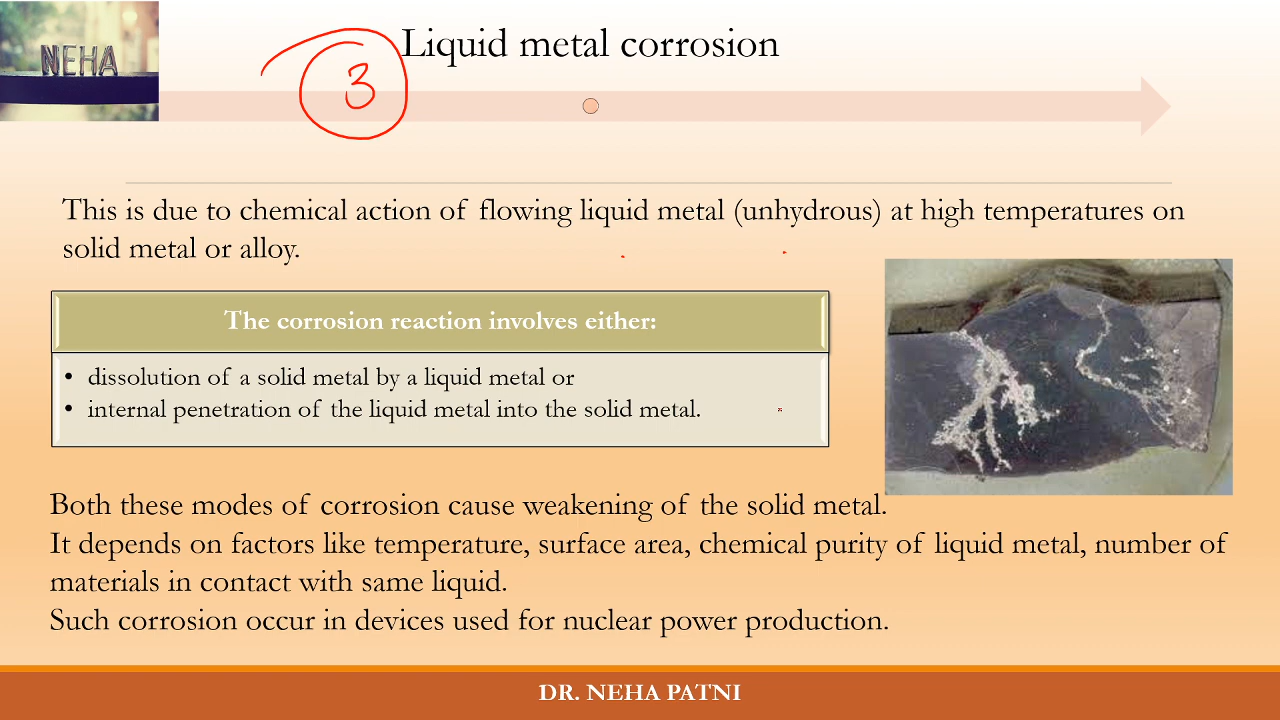 NEHA
Liquid metal corrosion
3
This is due to chemical action of flowing liquid metal (unhydrous) at high temperatures on
solid metal or alloy.
The corrosion reaction involves either:
• dissolution of a solid metal by a liquid metal or
• internal penetration of the liquid metal into the solid metal.
Both these modes of corrosion cause weakening of the solid metal.
It depends on factors like temperature, surface area, chemical purity of liquid metal, number of
materials in contact with same liquid.
Such corrosion occur in devices used for nuclear power production.
DR. NEHA PATNI